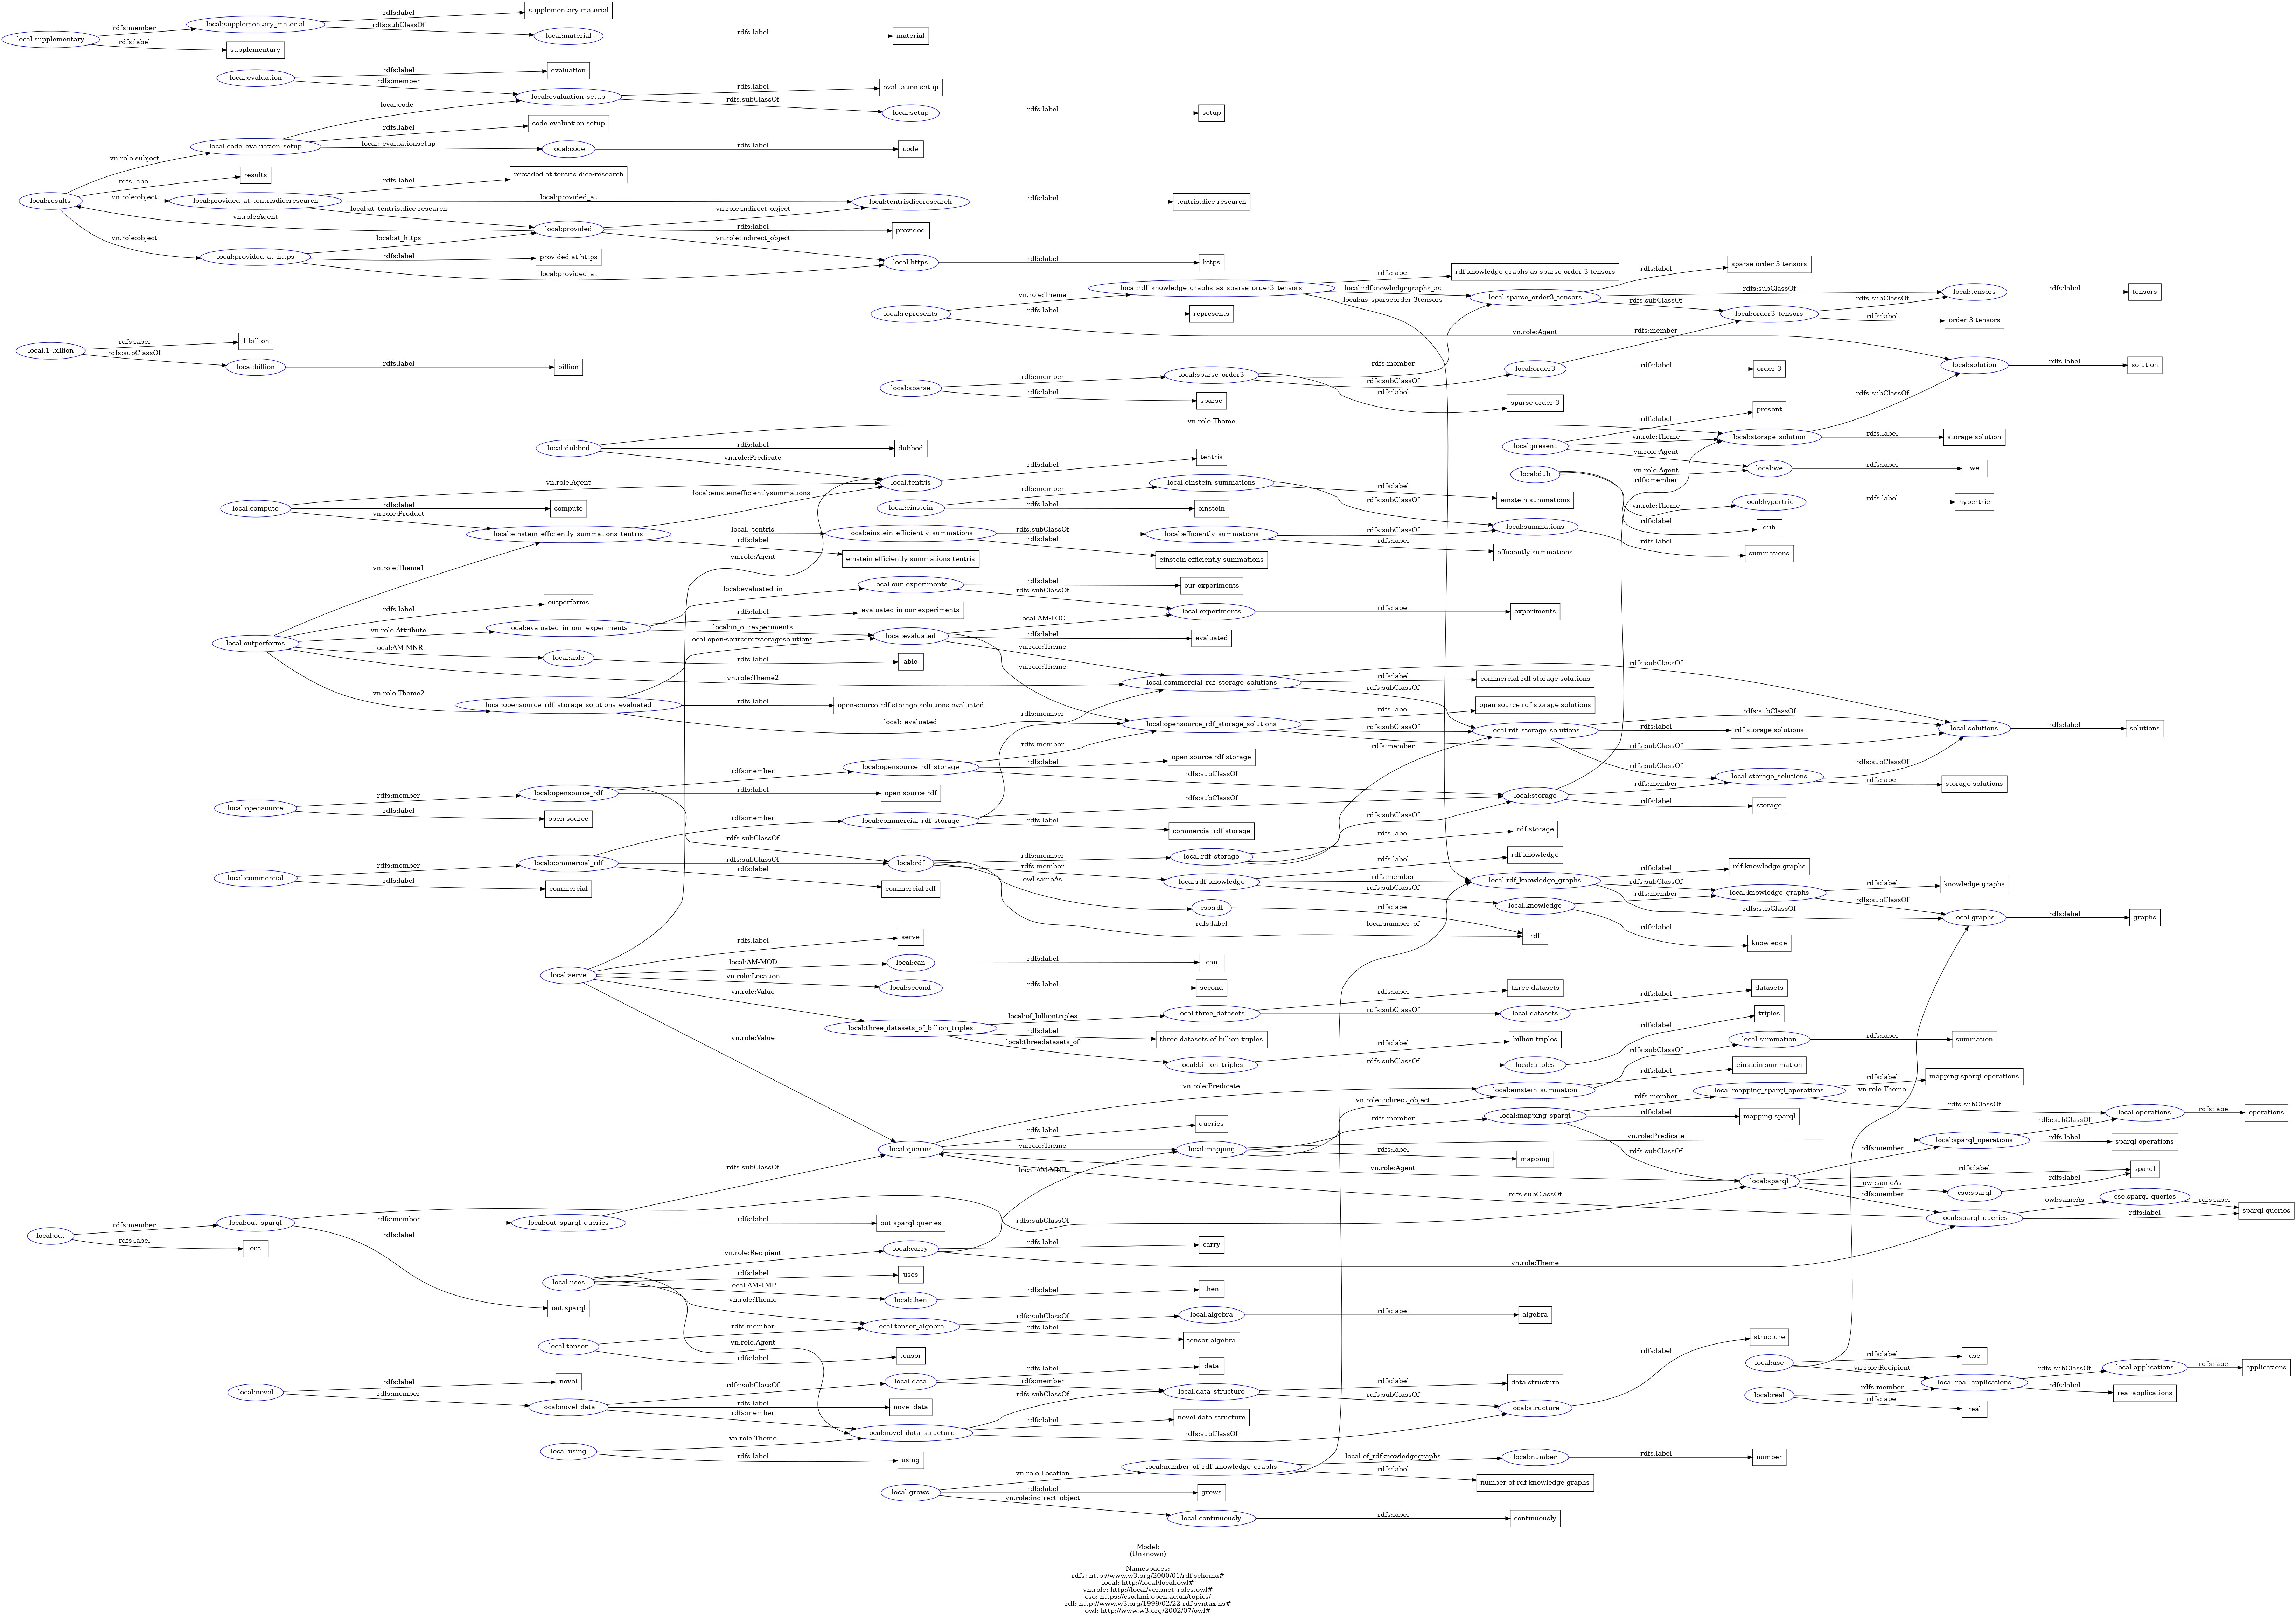 local:supplementary
rdfs:member
rdfs:label
local:supplementary_material
supplementary
rdfs:label
rdfs:subClassOf
supplementary material
local:material
rdfs:label
material
local:evaluation
rdfs:label
rdfs:member
evaluation
local:evaluation_setup
rdfs:label
rdfs:subClassOf
evaluation setup
local:setup
rdfs:label
setup
local:code_evaluation_setup
local:code_
rdfs:label
local:_evaluationsetup
code evaluation setup
local:code
rdfs:label
code
local:results
vn.role:subject
rdfs:label
vn.role:object
vn.role:Agent
vn.role:object
results
local:provided_at_tentrisdiceresearch
rdfs:label
local:provided_at
local:at_tentris.dice-research
provided at tentris.dice-research
local:tentrisdiceresearch
rdfs:label
tentris.dice-research
local:provided
vn.role:indirect_object
rdfs:label
vn.role:indirect_object
provided
local:provided_at_https
local:at_https
rdfs:label
local:provided_at
provided at https
local:https
rdfs:label
https
local:1_billion
rdfs:label
rdfs:subClassOf
1 billion
local:billion
rdfs:label
billion
local:represents
vn.role:Theme
rdfs:label
vn.role:Agent
represents
local:rdf_knowledge_graphs_as_sparse_order3_tensors
rdfs:label
local:rdfknowledgegraphs_as
local:as_sparseorder-3tensors
rdf knowledge graphs as sparse order-3 tensors
local:sparse_order3_tensors
rdfs:label
rdfs:subClassOf
rdfs:subClassOf
sparse order-3 tensors
local:order3_tensors
rdfs:subClassOf
rdfs:label
order-3 tensors
local:tensors
rdfs:label
tensors
local:sparse
rdfs:member
rdfs:label
sparse
local:sparse_order3
rdfs:member
rdfs:subClassOf
rdfs:label
sparse order-3
local:order3
rdfs:member
rdfs:label
order-3
local:solution
rdfs:label
solution
local:dubbed
vn.role:Theme
rdfs:label
vn.role:Predicate
dubbed
local:present
rdfs:label
vn.role:Theme
vn.role:Agent
present
local:storage_solution
rdfs:subClassOf
rdfs:label
storage solution
local:dub
vn.role:Agent
rdfs:member
vn.role:Theme
rdfs:label
dub
local:we
rdfs:label
we
local:hypertrie
rdfs:label
hypertrie
local:compute
vn.role:Agent
rdfs:label
vn.role:Product
compute
local:tentris
rdfs:label
tentris
local:einstein
rdfs:member
rdfs:label
einstein
local:einstein_summations
rdfs:label
rdfs:subClassOf
einstein summations
local:einstein_efficiently_summations_tentris
local:einsteinefficientlysummations_
local:_tentris
rdfs:label
einstein efficiently summations tentris
local:einstein_efficiently_summations
rdfs:subClassOf
rdfs:label
einstein efficiently summations
local:efficiently_summations
rdfs:subClassOf
rdfs:label
efficiently summations
local:summations
rdfs:label
summations
local:outperforms
vn.role:Theme1
rdfs:label
vn.role:Attribute
local:AM-MNR
vn.role:Theme2
vn.role:Theme2
outperforms
local:evaluated_in_our_experiments
local:evaluated_in
rdfs:label
local:in_ourexperiments
evaluated in our experiments
local:our_experiments
rdfs:label
rdfs:subClassOf
our experiments
local:experiments
rdfs:label
experiments
local:able
rdfs:label
able
local:evaluated
local:AM-LOC
rdfs:label
vn.role:Theme
vn.role:Theme
evaluated
local:opensource_rdf_storage_solutions_evaluated
local:open-sourcerdfstoragesolutions_
rdfs:label
local:_evaluated
open-source rdf storage solutions evaluated
local:commercial_rdf_storage_solutions
rdfs:subClassOf
rdfs:label
rdfs:subClassOf
commercial rdf storage solutions
local:opensource_rdf_storage_solutions
rdfs:label
rdfs:subClassOf
rdfs:subClassOf
open-source rdf storage solutions
local:rdf_storage_solutions
rdfs:subClassOf
rdfs:label
rdfs:subClassOf
rdf storage solutions
local:solutions
rdfs:label
solutions
local:storage_solutions
rdfs:subClassOf
rdfs:label
storage solutions
local:opensource
rdfs:member
rdfs:label
open-source
local:opensource_rdf
rdfs:member
rdfs:label
rdfs:subClassOf
open-source rdf
local:opensource_rdf_storage
rdfs:member
rdfs:label
rdfs:subClassOf
open-source rdf storage
local:storage
rdfs:member
rdfs:label
storage
local:commercial
rdfs:member
rdfs:label
commercial
local:commercial_rdf
rdfs:member
rdfs:subClassOf
rdfs:label
commercial rdf
local:commercial_rdf_storage
rdfs:member
rdfs:subClassOf
rdfs:label
commercial rdf storage
local:rdf
rdfs:member
rdfs:member
owl:sameAs
rdfs:label
local:rdf_storage
rdfs:member
rdfs:subClassOf
rdfs:label
rdf storage
local:rdf_knowledge
rdfs:label
rdfs:member
rdfs:subClassOf
rdf knowledge
cso:rdf
rdfs:label
rdf
local:rdf_knowledge_graphs
rdfs:label
rdfs:subClassOf
rdfs:subClassOf
rdf knowledge graphs
local:knowledge
rdfs:member
rdfs:label
knowledge
local:knowledge_graphs
rdfs:label
rdfs:subClassOf
knowledge graphs
local:graphs
rdfs:label
graphs
local:serve
vn.role:Agent
rdfs:label
local:AM-MOD
vn.role:Location
vn.role:Value
vn.role:Value
serve
local:can
rdfs:label
can
local:second
rdfs:label
second
local:three_datasets_of_billion_triples
local:of_billiontriples
rdfs:label
local:threedatasets_of
three datasets of billion triples
local:three_datasets
rdfs:label
rdfs:subClassOf
three datasets
local:datasets
rdfs:label
datasets
local:billion_triples
rdfs:label
rdfs:subClassOf
billion triples
local:triples
rdfs:label
triples
local:queries
vn.role:Predicate
rdfs:label
vn.role:Theme
vn.role:Agent
queries
local:einstein_summation
rdfs:subClassOf
rdfs:label
einstein summation
local:summation
rdfs:label
summation
local:mapping
vn.role:indirect_object
rdfs:member
vn.role:Predicate
rdfs:label
mapping
local:mapping_sparql
rdfs:member
rdfs:label
rdfs:subClassOf
mapping sparql
local:mapping_sparql_operations
rdfs:label
rdfs:subClassOf
mapping sparql operations
local:sparql_operations
rdfs:subClassOf
rdfs:label
sparql operations
local:operations
rdfs:label
operations
local:sparql
rdfs:member
rdfs:label
owl:sameAs
rdfs:member
sparql
cso:sparql
rdfs:label
local:sparql_queries
rdfs:subClassOf
owl:sameAs
rdfs:label
cso:sparql_queries
rdfs:label
sparql queries
local:out
rdfs:member
rdfs:label
out
local:out_sparql
rdfs:member
rdfs:label
rdfs:subClassOf
out sparql
local:out_sparql_queries
rdfs:subClassOf
rdfs:label
out sparql queries
local:carry
local:AM-MNR
rdfs:label
vn.role:Theme
carry
local:uses
vn.role:Recipient
rdfs:label
local:AM-TMP
vn.role:Theme
vn.role:Agent
uses
local:then
rdfs:label
then
local:tensor
rdfs:member
rdfs:label
tensor
local:tensor_algebra
rdfs:subClassOf
rdfs:label
tensor algebra
local:algebra
rdfs:label
algebra
local:novel
rdfs:label
rdfs:member
novel
local:novel_data
rdfs:subClassOf
rdfs:label
rdfs:member
novel data
local:data
rdfs:label
rdfs:member
data
local:data_structure
rdfs:label
rdfs:subClassOf
data structure
local:structure
rdfs:label
structure
local:novel_data_structure
rdfs:subClassOf
rdfs:label
rdfs:subClassOf
novel data structure
local:using
vn.role:Theme
rdfs:label
using
local:use
vn.role:Theme
rdfs:label
vn.role:Recipient
use
local:real
rdfs:member
rdfs:label
real
local:real_applications
rdfs:subClassOf
rdfs:label
real applications
local:applications
rdfs:label
applications
local:grows
vn.role:Location
rdfs:label
vn.role:indirect_object
grows
local:number_of_rdf_knowledge_graphs
local:number_of
local:of_rdfknowledgegraphs
rdfs:label
number of rdf knowledge graphs
local:number
rdfs:label
number
local:continuously
rdfs:label
continuously
Model:
(Unknown)
Namespaces:
rdfs: http://www.w3.org/2000/01/rdf-schema#
local: http://local/local.owl#
vn.role: http://local/verbnet_roles.owl#
cso: https://cso.kmi.open.ac.uk/topics/
rdf: http://www.w3.org/1999/02/22-rdf-syntax-ns#
owl: http://www.w3.org/2002/07/owl#